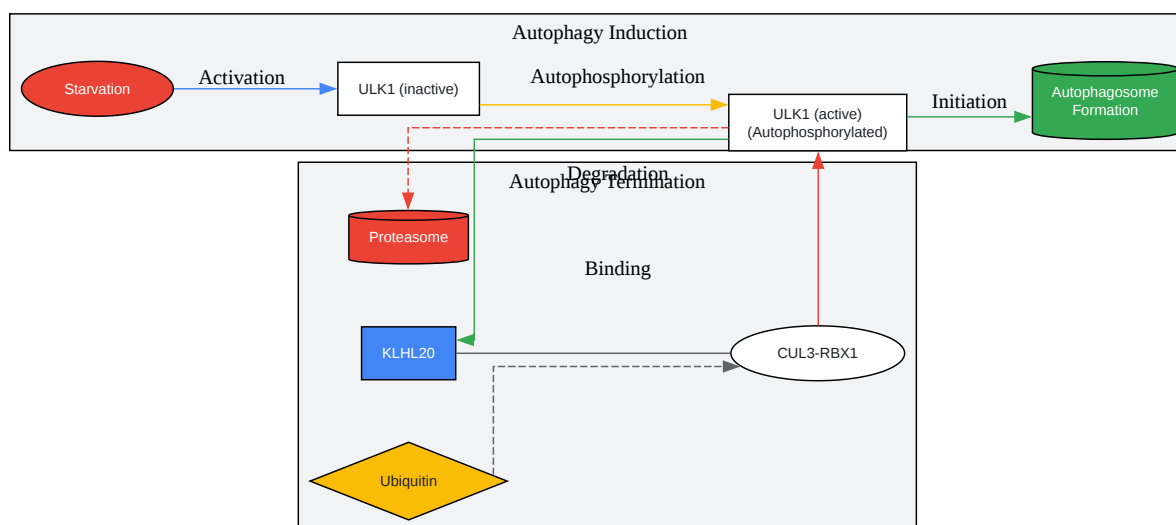 Autophagy Induction
Starvation
Activation
ULK1 (inactive)
Autophosphorylation
ULK1 (active)
(Autophosphorylated)
Initiation
Autophagosome
Formation
Degradation
Autophagy Termination
Proteasome
Binding
KLHL20
CUL3-RBX1
Ubiquitin